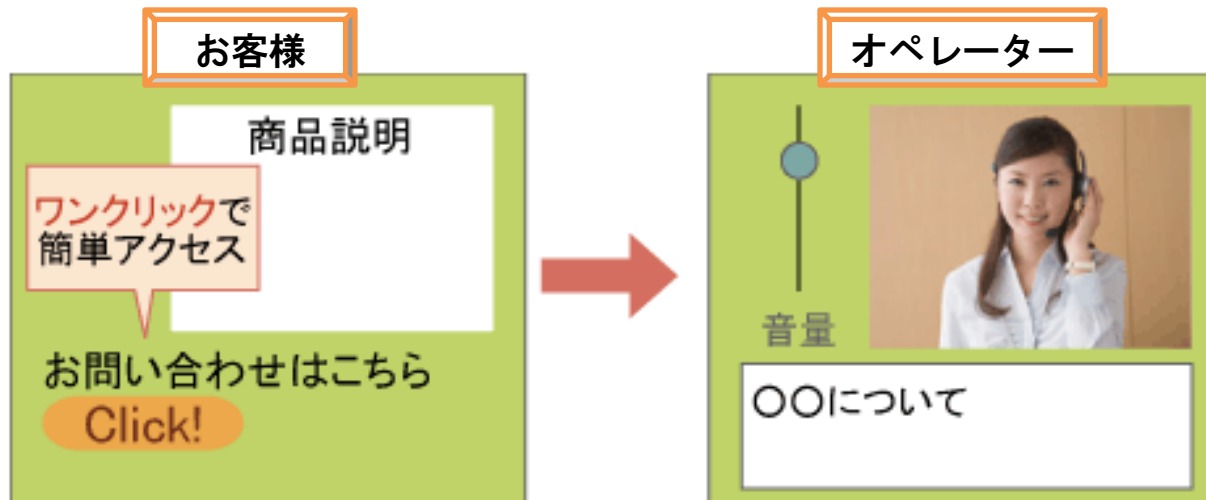 お客様
商品説明
ワンクリックで
簡単アクセス
お問い合わせはこちら
Click!
オペレーター
音量
〇〇について